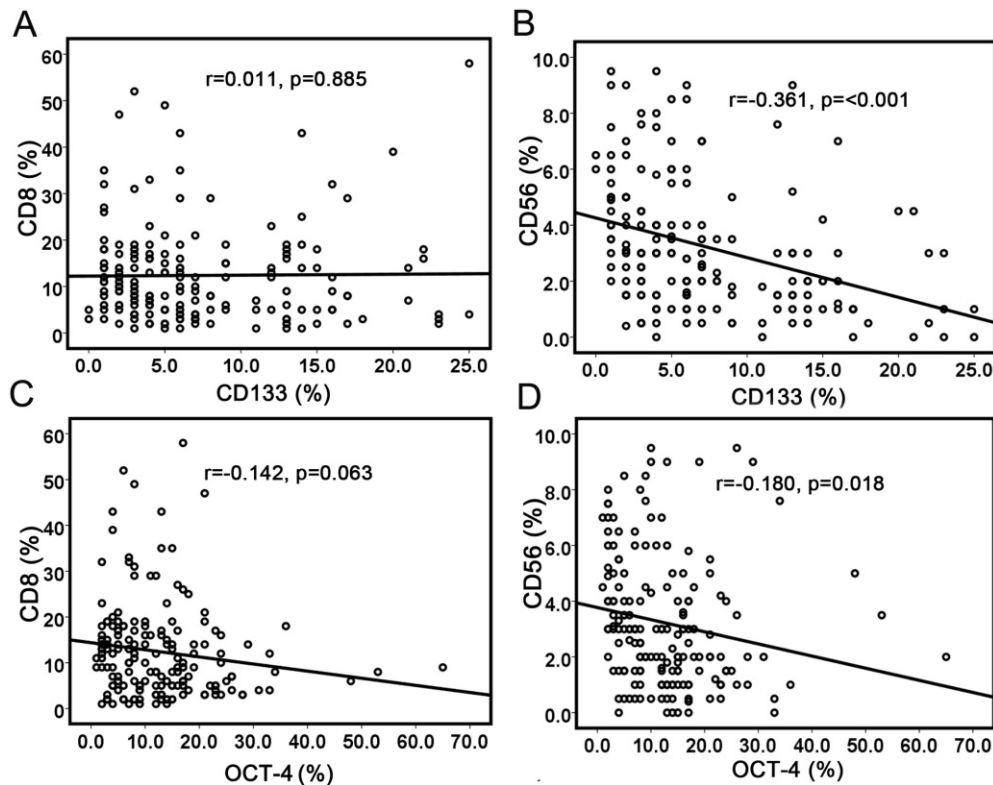 A
60
50
40
30
20
10
0
CD8 (%)
r=0.011, p=0.885
0.0 5.0 10.0 15.0 20.0 25.0
CD133 (%)
B
10.0
8.0
6.0
4.0
2.0
0.0
CD56 (%)
r=-0.361, p=<0.001
0.0 5.0 10.0 15.0 20.0 25.0
CD133 (%)
C
60
50
40
30
20
10
0
CD8 (%)
r=-0.142, p=0.063
0.0 10.0 20.0 30.0 40.0 50.0 60.0 70.0
OCT-4 (%)
D
10.0
8.0
6.0
4.0
2.0
0.0
CD56 (%)
r=-0.180, p=0.018
0.0 10.0 20.0 30.0 40.0 50.0 60.0 70.0
OCT-4 (%)